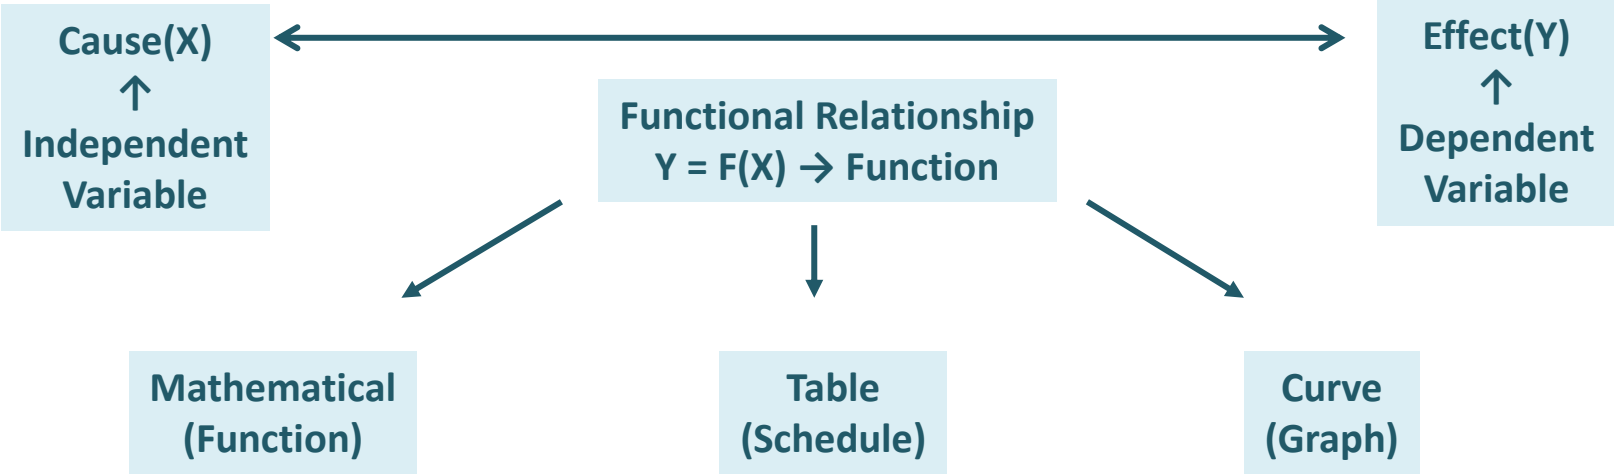 Cause(X)
↑
Independent
Variable
Functional Relationship
Y = F(X) → Function
Effect(Y)
↑
Dependent
Variable
Mathematical
(Function)
Table
(Schedule)
Curve
(Graph)